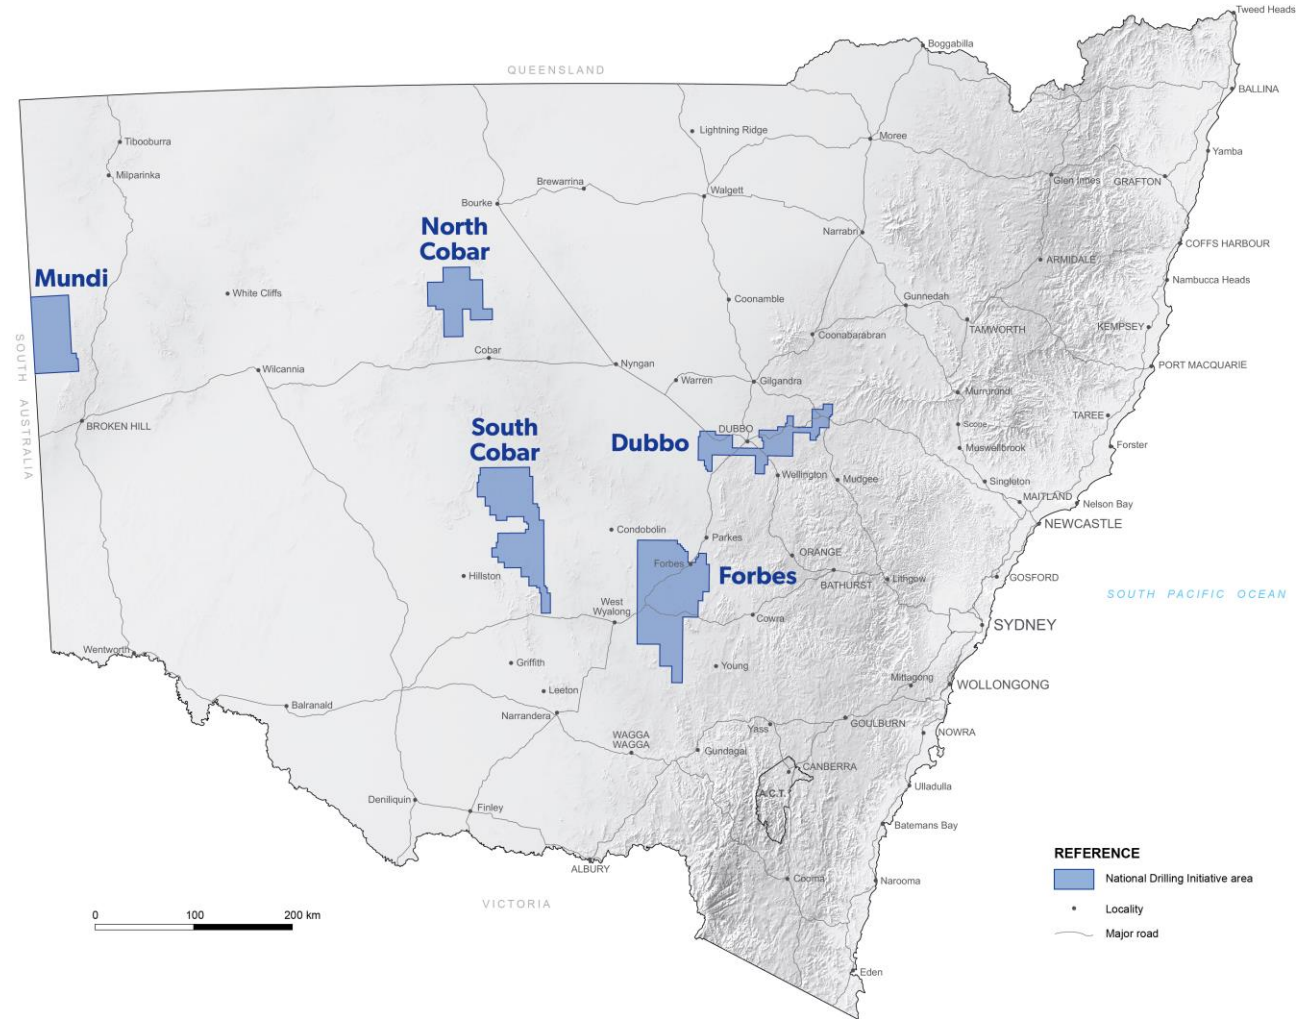 Tweed Heads
Boggabilla
QUEENSLAND
BALLINA
Lightning Ridge
Moree
Tibooburra
Yamba
Milparinka
Glen Innes
GRAFTON
Brewarrina
Walgett
Bourke
North
Cobar
Narrabri
COFFS HARBOUR
ARMIDALE
Mundi
Nambucca Heads
White Cliffs
Coonamble
Gunnedah
TAMWORTH
KEMPSEY
Coonabarabran
SOUTH AUSTRALIA
Cobar
Nyngan
PORT MACQUARIE
Wilcannia
Warren
Gilgandra
Murrurundi
BROKEN HILL
TAREE
South
Cobar
Dubbo
DUBBO
Scone
Muswellbrook
Forster
Wellington
Mudgee
Singleton
MAITLAND
Nelson Bay
NEWCASTLE
Condobolin
Parkes
ORANGE
Forbes
Forbes
BATHURST
Lithgow
GOSFORD
Hillston
SOUTH PACIFIC OCEAN
West
Wyalong
Cowra
SYDNEY
Wentworth
Griffith
Young
Mittagong
WOLLONGONG
Leeton
Balranald
Narrandera
GOULBURN
Yass
NOWRA
WAGGA
WAGGA
Gundagai
CANBERRA
A.C.T.
Ulladulla
Deniliquin
Finley
Batemans Bay
ALBURY
Cooma
Narooma
VICTORIA
Eden
REFERENCE
National Drilling Initiative area
Locality
Major road
0 100 200 km